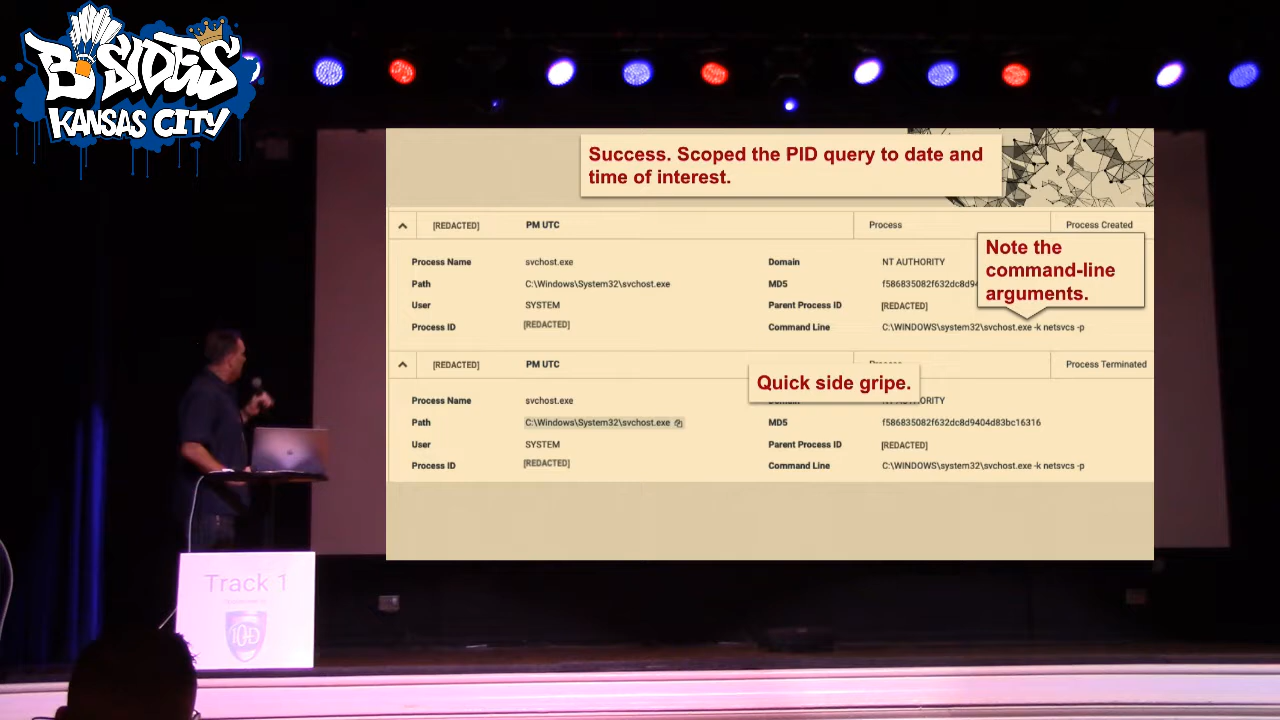 B·SIDES
KANSAS CITY
Success. Scoped the PID query to date and
time of interest.
[REDACTED] PM UTC Process Process Created
Note the
command-line
arguments.
Process Name svchost.exe Domain NT AUTHORITY
Path C:\Windows\System32\svchost.exe MD5 f586835082f632dc8d9
User SYSTEM Parent Process ID [REDACTED]
Process ID [REDACTED] Command Line C:\WINDOWS\system32\svchost.exe -k netsvcs -p
[REDACTED] PM UTC Process Process Terminated
Quick side gripe.
Process Name svchost.exe Domain NT AUTHORITY
Path C:\Windows\System32\svchost.exe MD5 f586835082f632dc8d9404d83bc16316
User SYSTEM Parent Process ID [REDACTED]
Process ID [REDACTED] Command Line C:\WINDOWS\system32\svchost.exe -k netsvcs -p
Track 1